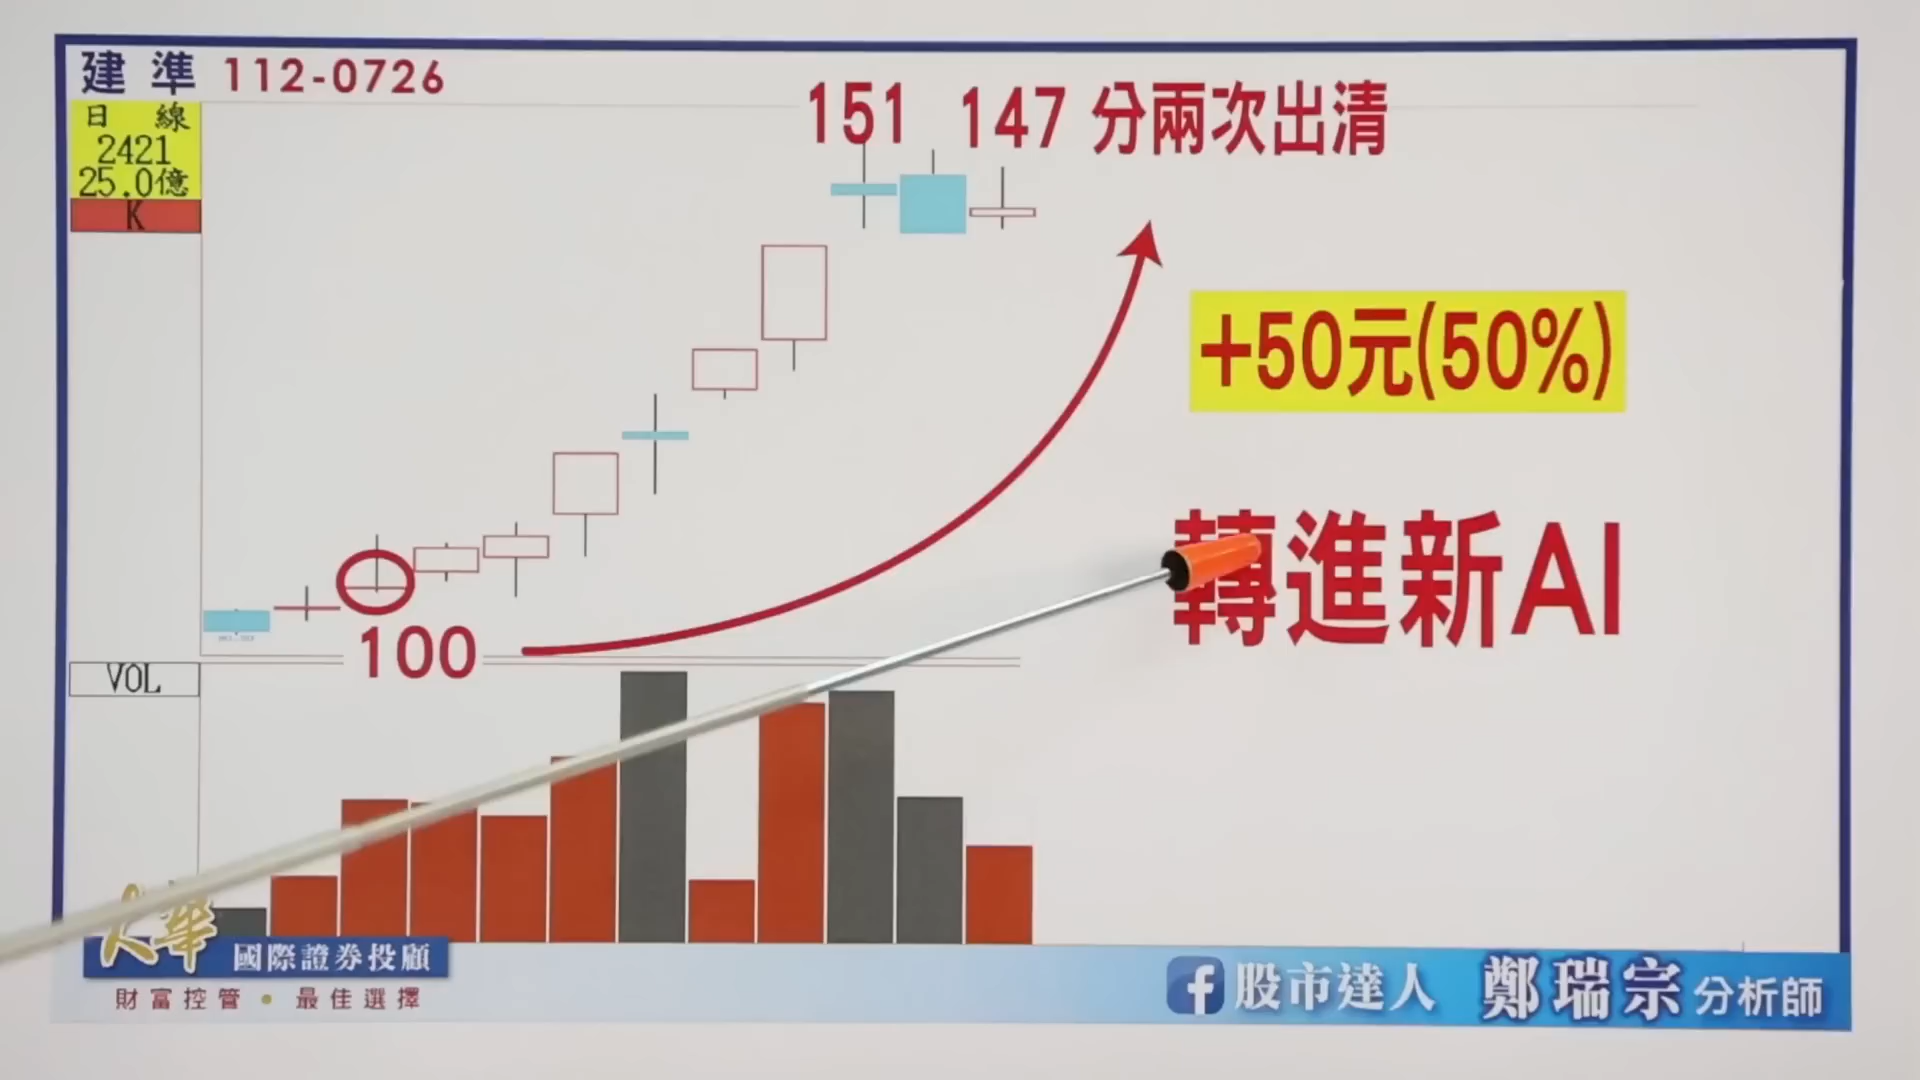 建準 112-0726
日 線
2421
25.0億
K
151 147 分兩次出清
+50元(50%)
轉進新AI
100
VOL
大華 國際證券投顧
財富控管・最佳選擇
股市達人 鄭瑞宗 分析師